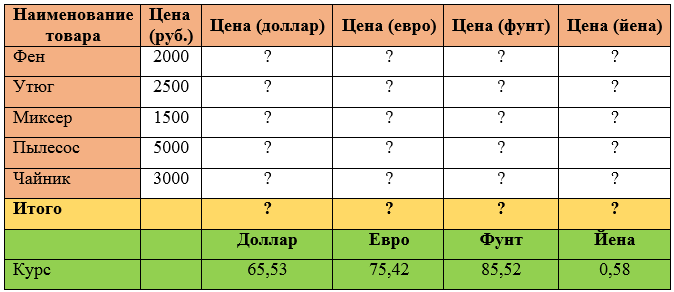 Наименование товара Цена (руб.) Цена (доллар) Цена (евро) Цена (фунт) Цена (йена)
Фен 2000 ? ? ? ?
Утюг 2500 ? ? ? ?
Миксер 1500 ? ? ? ?
Пылесос 5000 ? ? ? ?
Чайник 3000 ? ? ? ?
Итого ? ? ? ?
Доллар Евро Фунт Йена
Курс 65,53 75,42 85,52 0,58